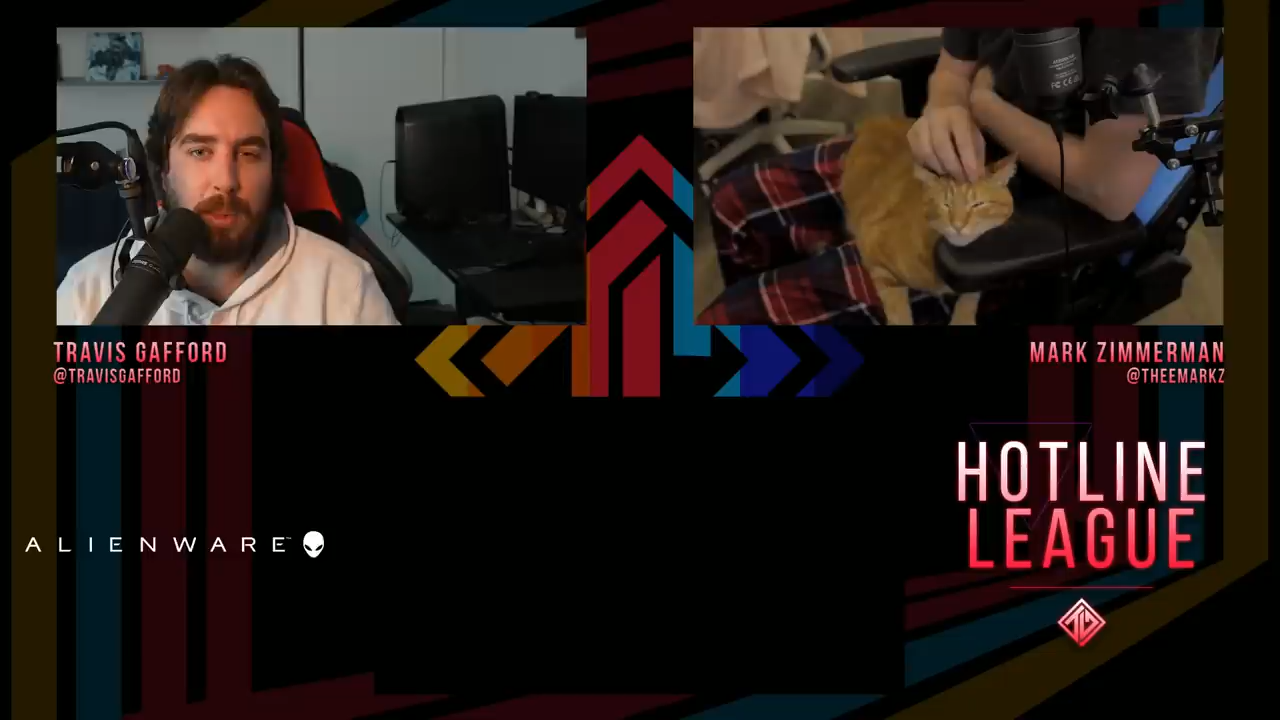 TRAVIS GAFFORD
@TRAVISGAFFORD
MARK ZIMMERMAN
@THEEMARKZ
HOTLINE
LEAGUE
ALIENWARE